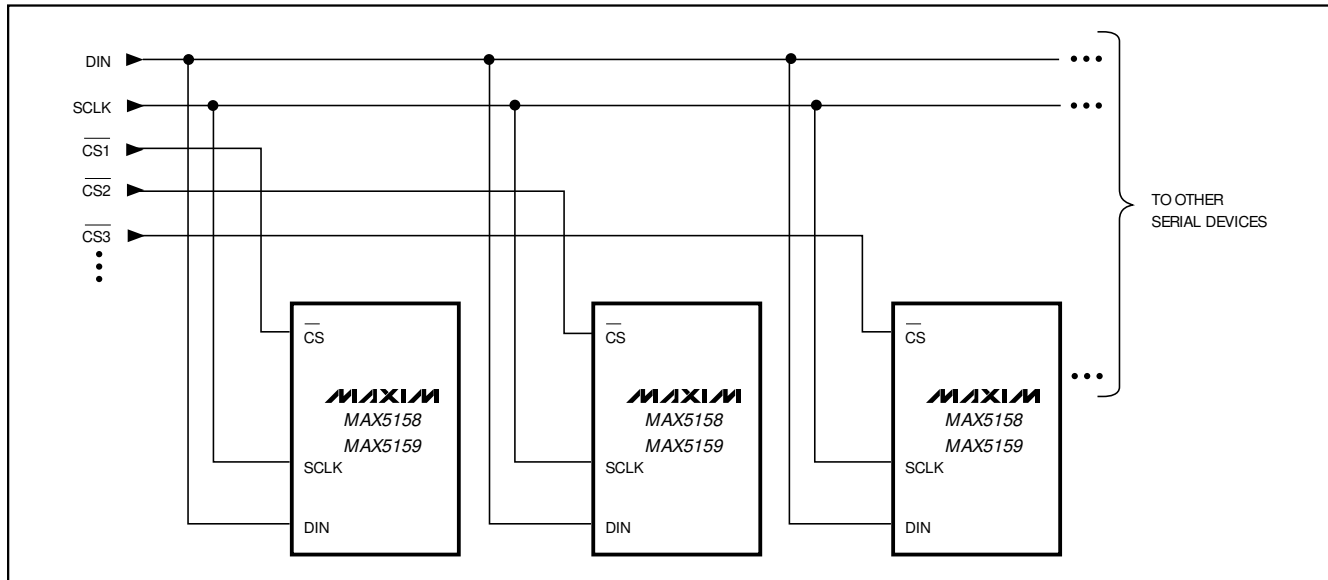 DIN
SCLK
CS1
CS2
CS3
TO OTHER
SERIAL DEVICES
CS
MAXIM
MAX5158
MAX5159
SCLK
DIN
CS
MAXIM
MAX5158
MAX5159
SCLK
DIN
CS
MAXIM
MAX5158
MAX5159
SCLK
DIN